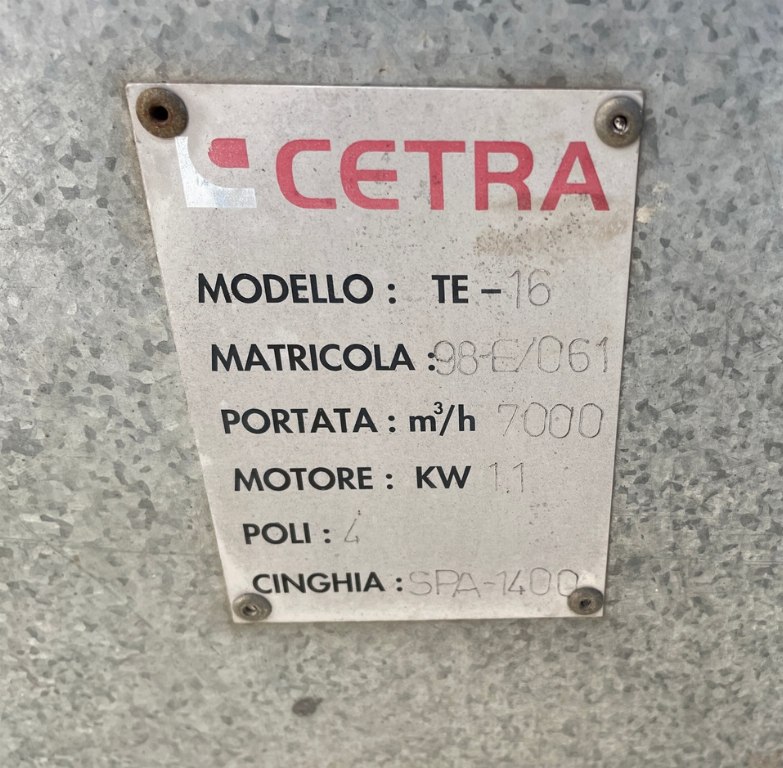 CETRA
MODELLO : TE - 16
MATRICOLA : 98-E/061
PORTATA : m³/h 7000
MOTORE : KW 1.1
POLI : 4
CINGHIA : SPA-1400